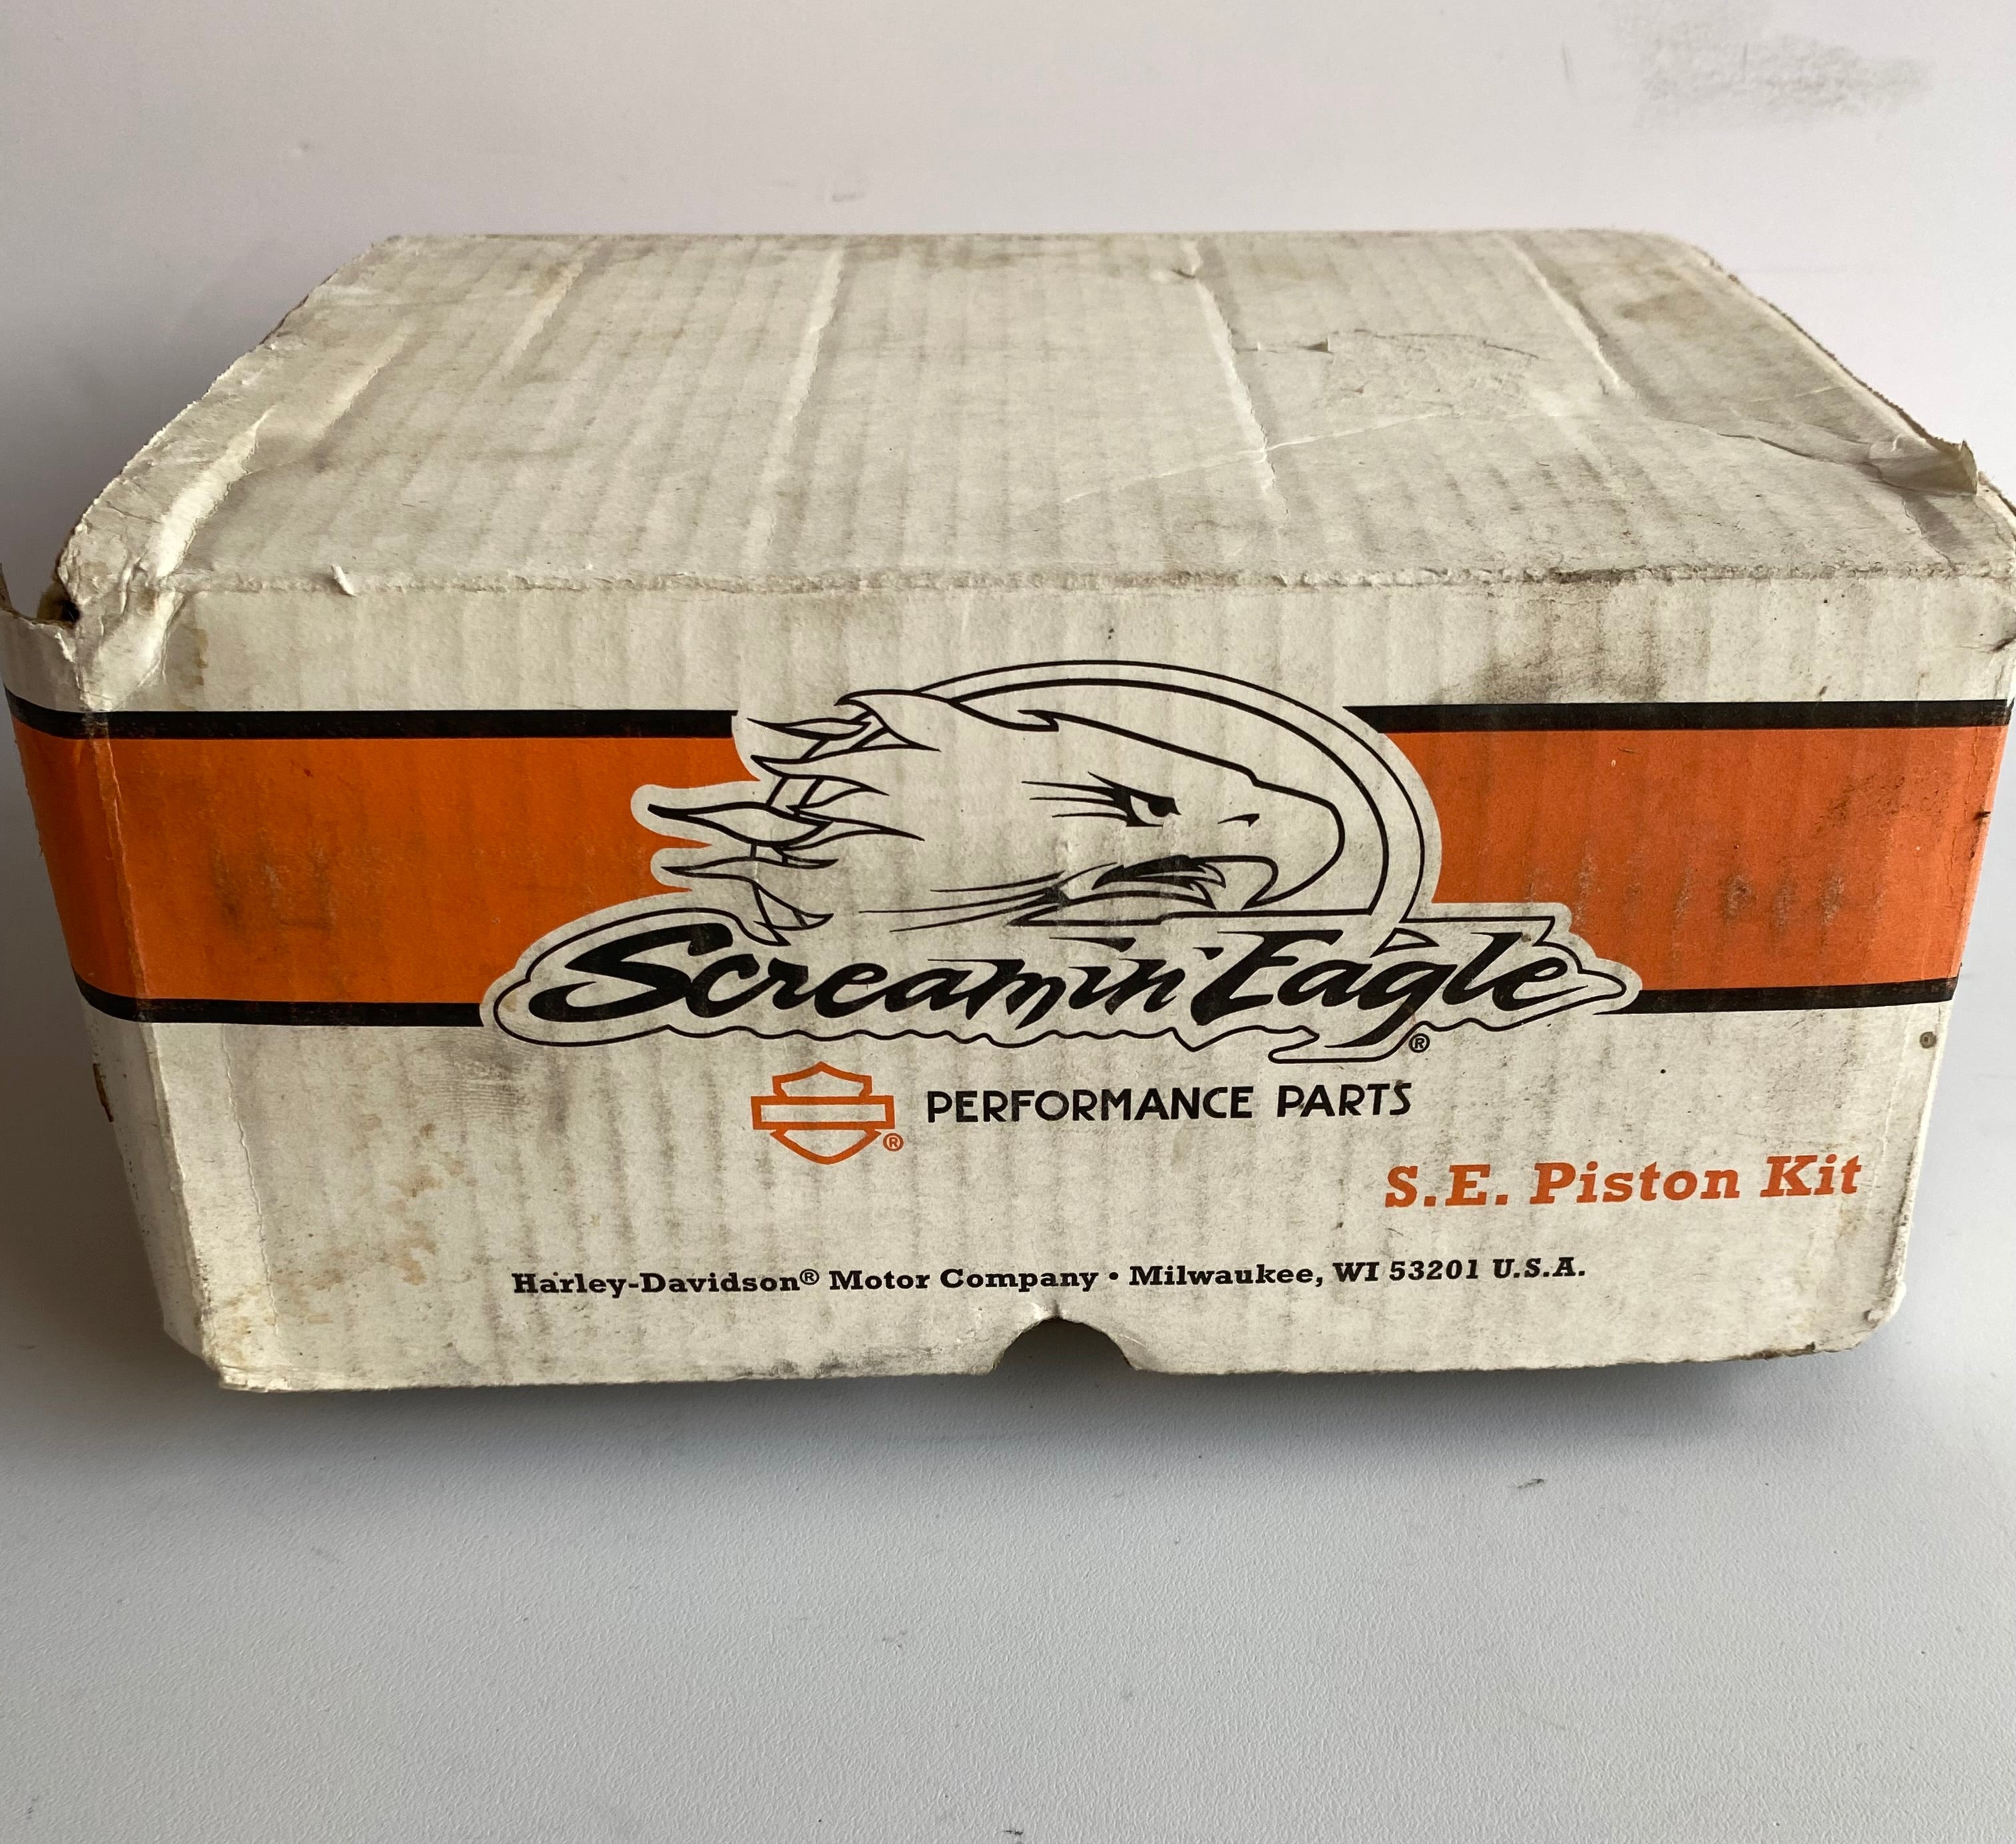 Screamin' Eagle®
® PERFORMANCE PARTS
S.E. Piston Kit
Harley-Davidson® Motor Company • Milwaukee, WI 53201 U.S.A.